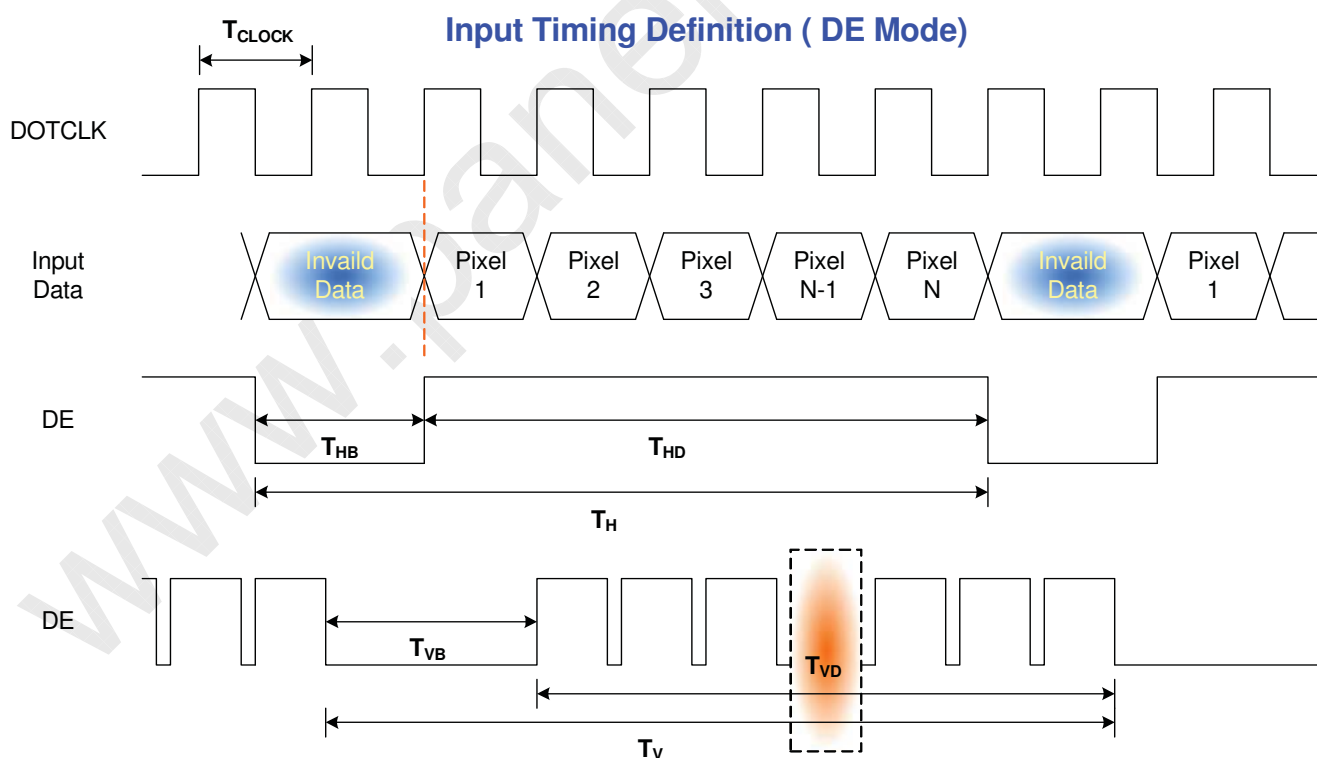 Input Timing Definition ( DE Mode)
TCLOCK
DOTCLK
Input
Data
Invaild
Data
Pixel
1
Pixel
2
Pixel
3
Pixel
N-1
Pixel
N
Invaild
Data
Pixel
1
DE
THB
THD
TH
DE
TVB
TVD
TV
www.pane